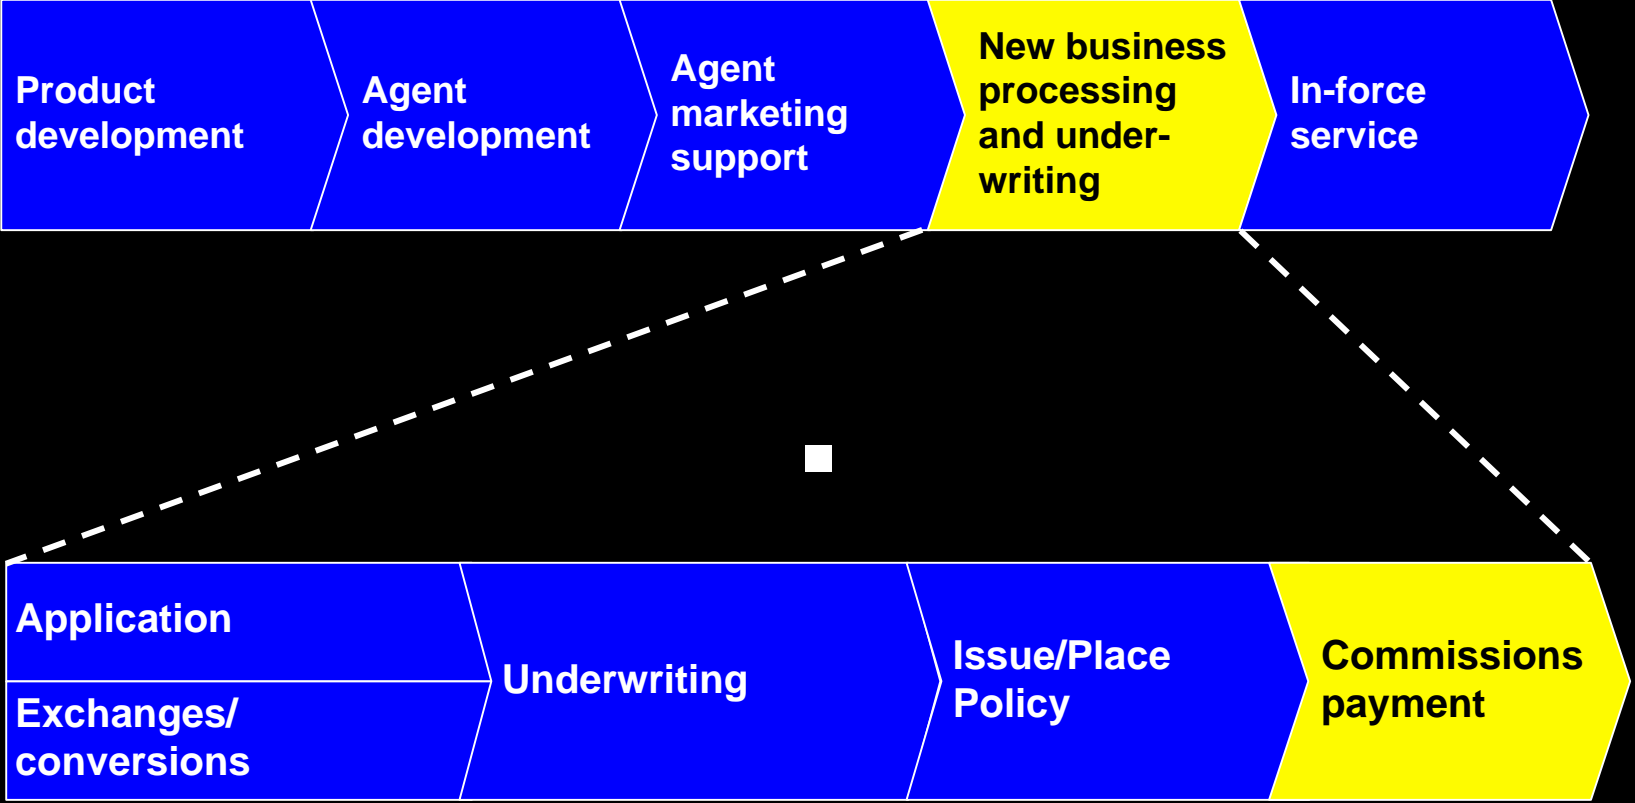 Product
development
Agent
development
Agent
marketing
support
New business
processing
and under-
writing
In-force
service
Application
Exchanges/
conversions
Underwriting
Issue/Place
Policy
Commissions
payment